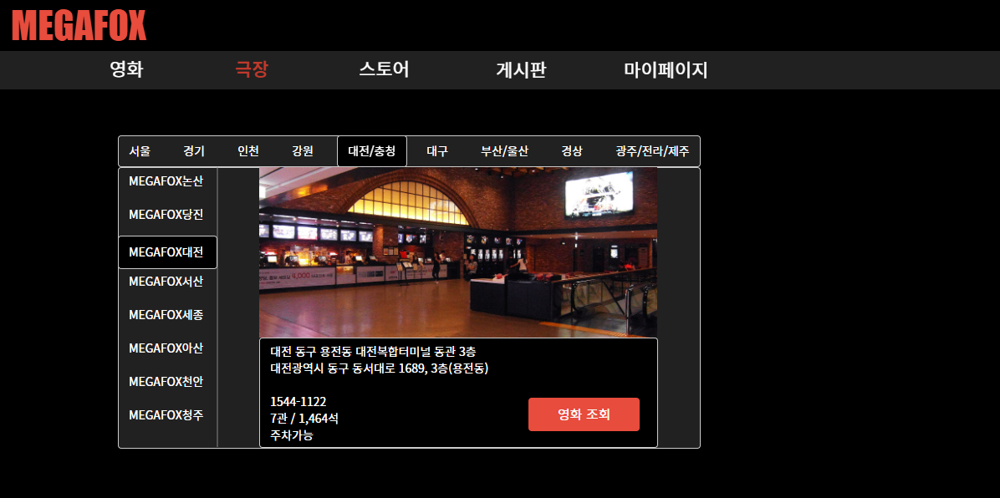 MEGAFOX
영화 극장 스토어 게시판 마이페이지
서울 경기 인천 강원 대전/충청 대구 부산/울산 경상 광주/전라/제주
MEGAFOX논산
MEGAFOX당진
MEGAFOX대전
MEGAFOX서산
MEGAFOX세종
MEGAFOX아산
MEGAFOX천안
MEGAFOX청주
4,000
대전 동구 용전동 대전복합터미널 동관 3층
대전광역시 동구 동서대로 1689, 3층(용전동)
1544-1122
7관 / 1,464석
주차가능
영화 조회